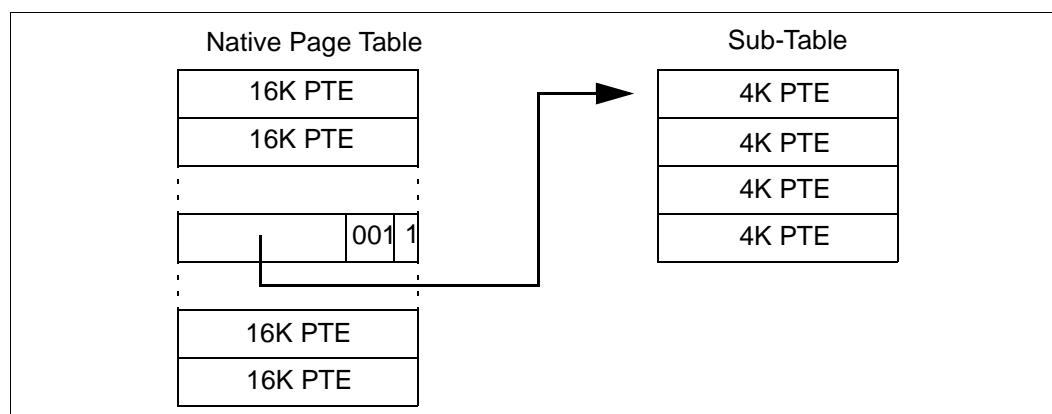 Native Page Table
16K PTE
16K PTE
001 1
16K PTE
16K PTE
Sub-Table
4K PTE
4K PTE
4K PTE
4K PTE